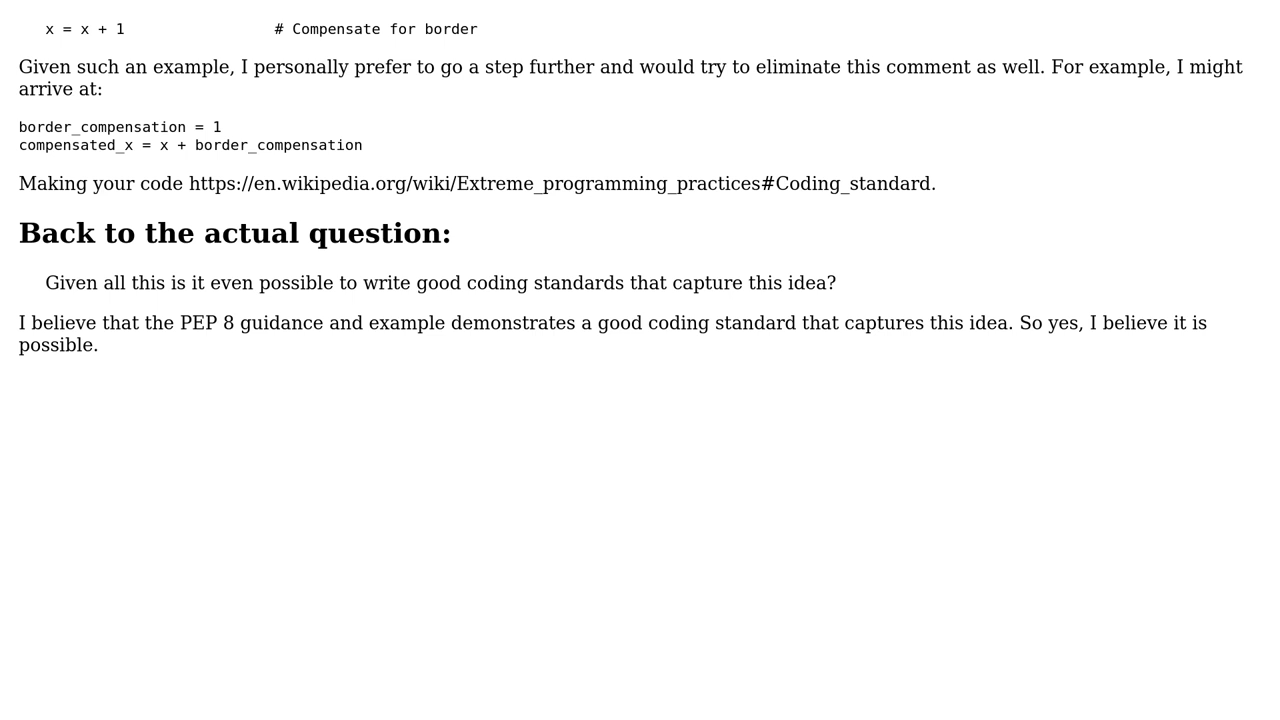 x = x + 1                 # Compensate for border
Given such an example, I personally prefer to go a step further and would try to eliminate this comment as well. For example, I might
arrive at:
border_compensation = 1
compensated_x = x + border_compensation
Making your code https://en.wikipedia.org/wiki/Extreme_programming_practices#Coding_standard.
Back to the actual question:
Given all this is it even possible to write good coding standards that capture this idea?
I believe that the PEP 8 guidance and example demonstrates a good coding standard that captures this idea. So yes, I believe it is
possible.